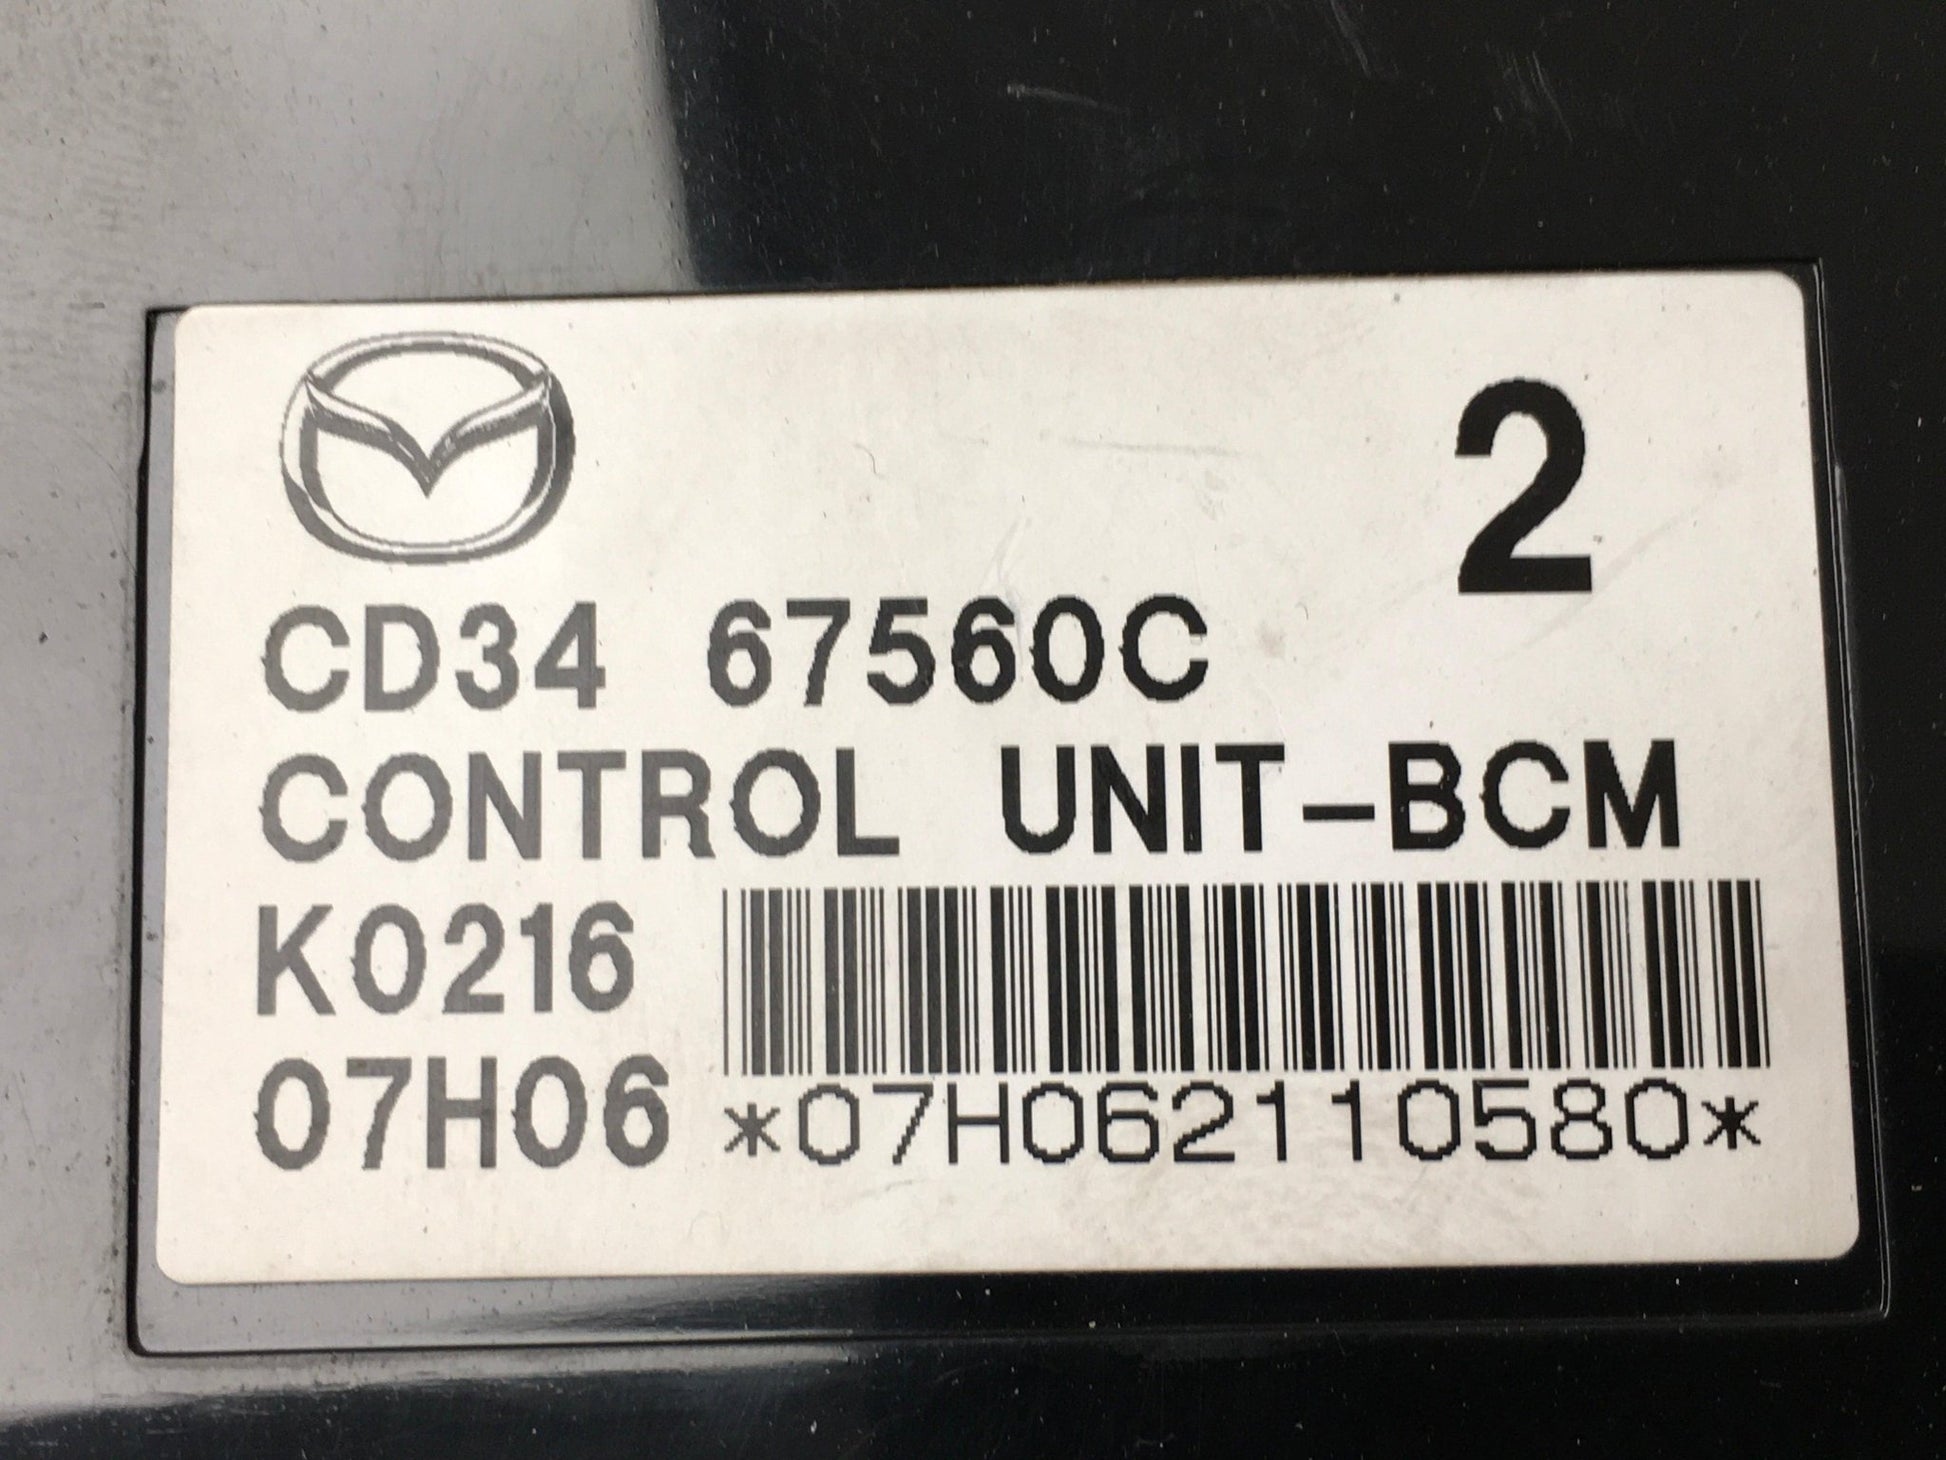 2
CD34 67560C
CONTROL UNIT-BCM
K0216
07H06
*07H062110580*